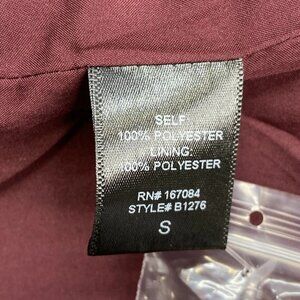 SELF:
100% POLYESTER
LINING:
100% POLYESTER
RN# 167084
STYLE# B1276
S